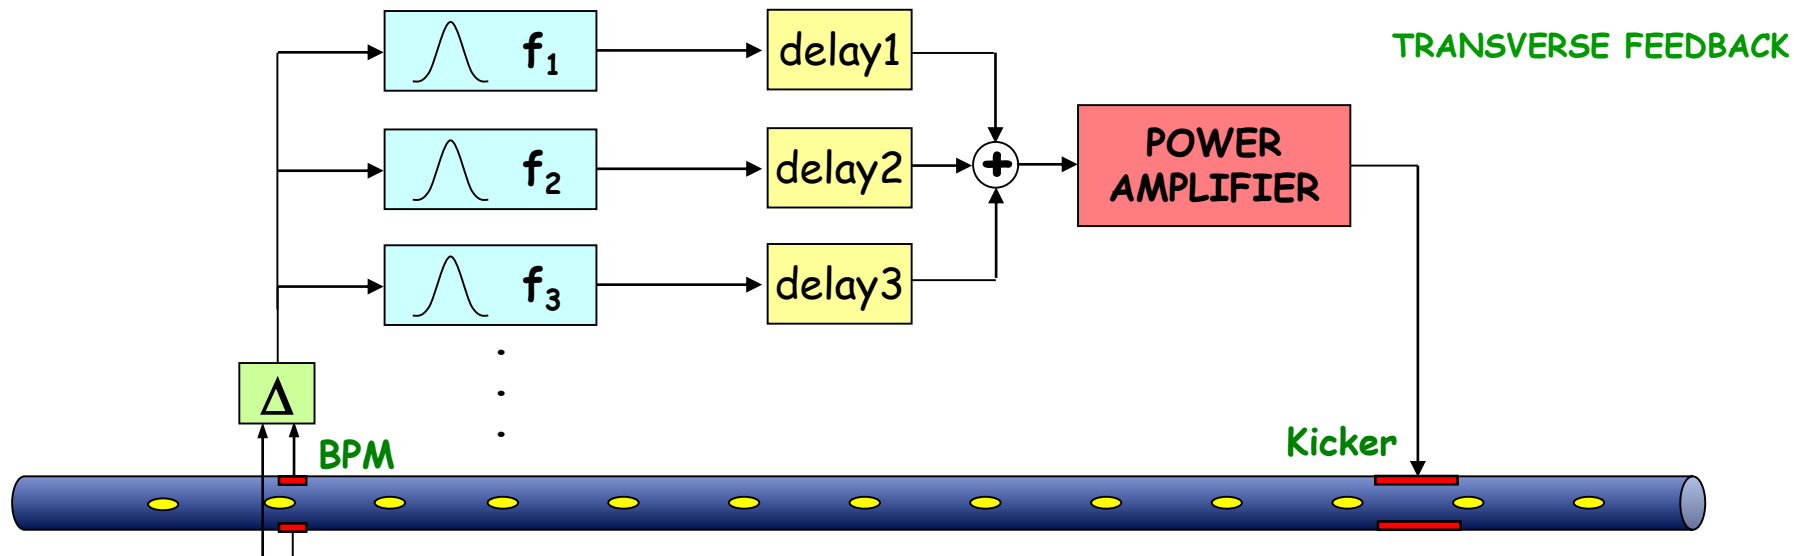 f1
delay1
TRANSVERSE FEEDBACK
f2
delay2
+
POWER
AMPLIFIER
f3
delay3
Δ
BPM
Kicker